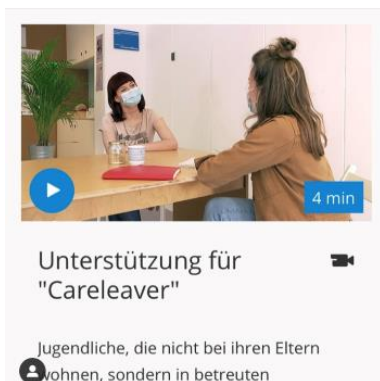 4 min
Unterstützung für
"Careleaver"
Jugendliche, die nicht bei ihren Eltern
wohnen, sondern in betreuten